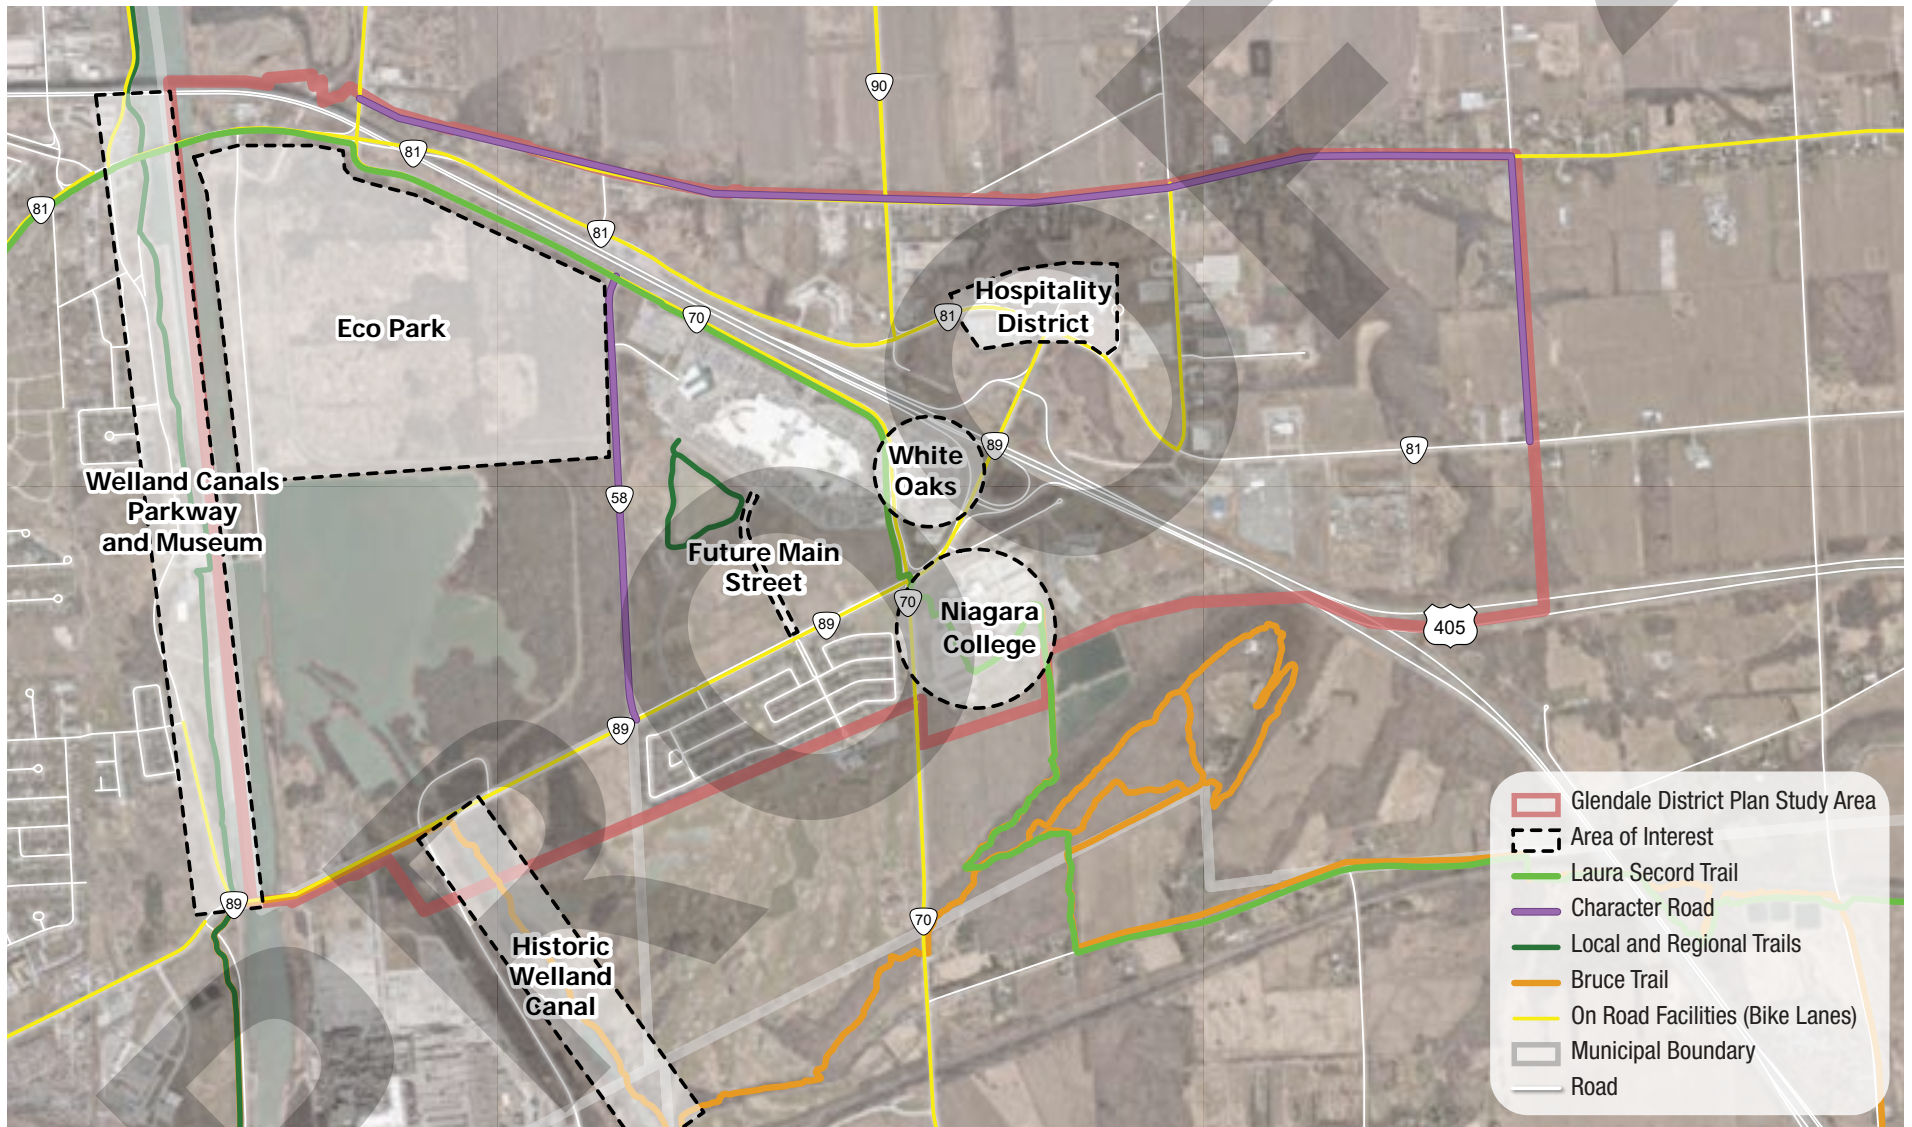 90
81
81
81
Hospitality
District
81
Eco Park
70
89
81
White
Oaks
Welland Canals
Parkway
and Museum
58
Future Main
Street
70
89
Niagara
College
405
89
89
70
Historic
Welland
Canal
Glendale District Plan Study Area
Area of Interest
Laura Secord Trail
Character Road
Local and Regional Trails
Bruce Trail
On Road Facilities (Bike Lanes)
Municipal Boundary
Road
DRAFT